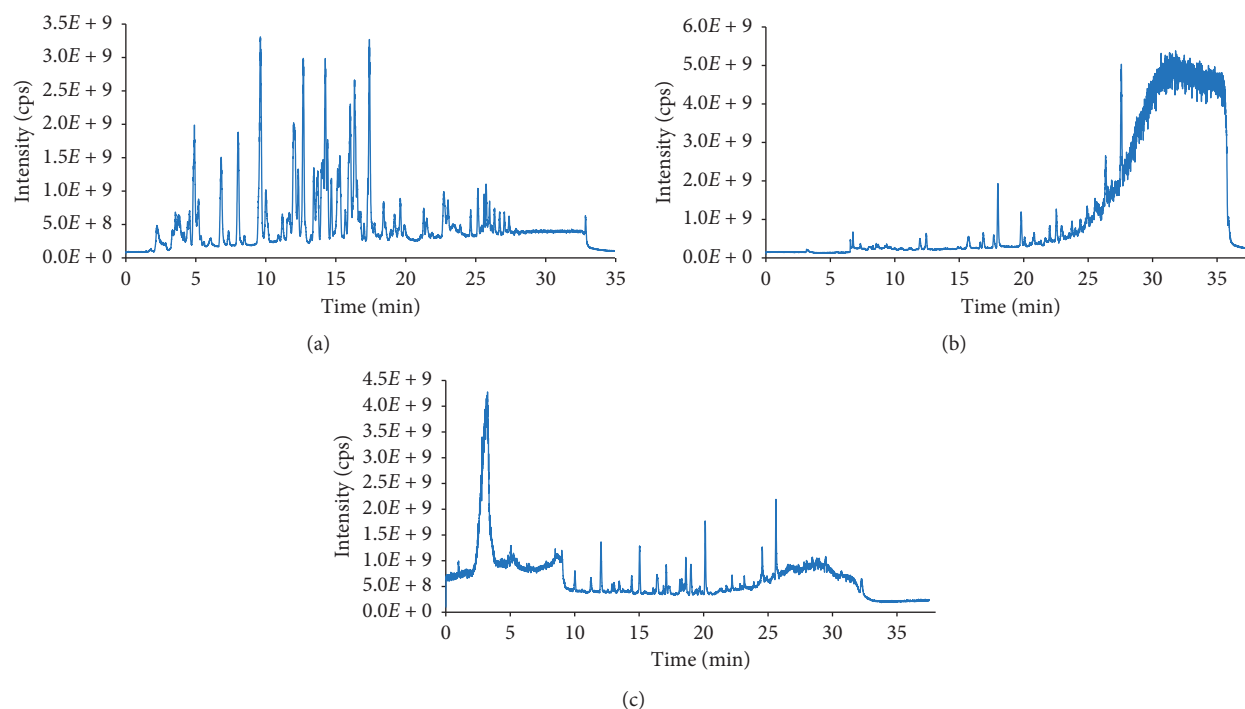 3.5E + 9
3.0E + 9
2.5E + 9
2.0E + 9
1.5E + 9
1.0E + 9
5.0E + 8
0.0E + 0
Intensity (cps)
0 5 10 15 20 25 30 35
Time (min)
(a)
6.0E + 9
5.0E + 9
4.0E + 9
3.0E + 9
2.0E + 9
1.0E + 9
0.0E + 0
Intensity (cps)
0 5 10 15 20 25 30 35
Time (min)
(b)
4.5E + 9
4.0E + 9
3.5E + 9
3.0E + 9
2.5E + 9
2.0E + 9
1.5E + 9
1.0E + 9
5.0E + 8
0.0E + 0
Intensity (cps)
0 5 10 15 20 25 30 35
Time (min)
(c)